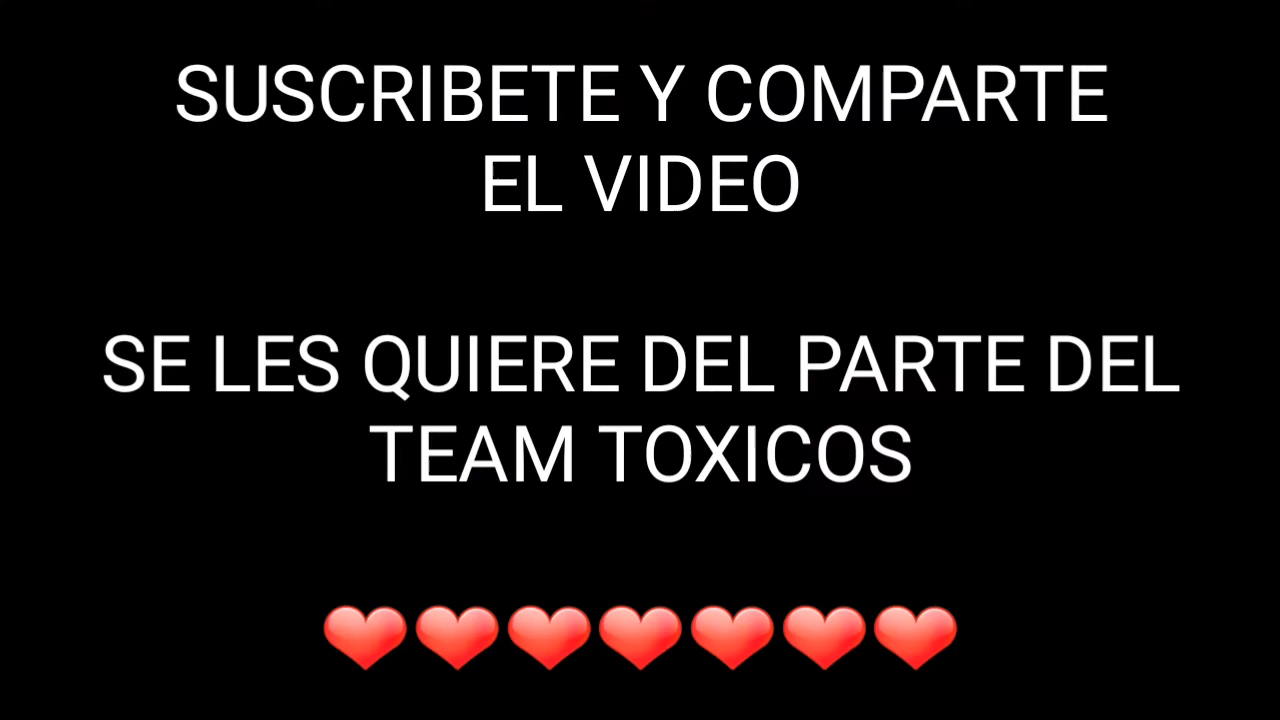 SUSCRIBETE Y COMPARTE
EL VIDEO
SE LES QUIERE DEL PARTE DEL
TEAM TOXICOS
❤❤❤❤❤❤❤